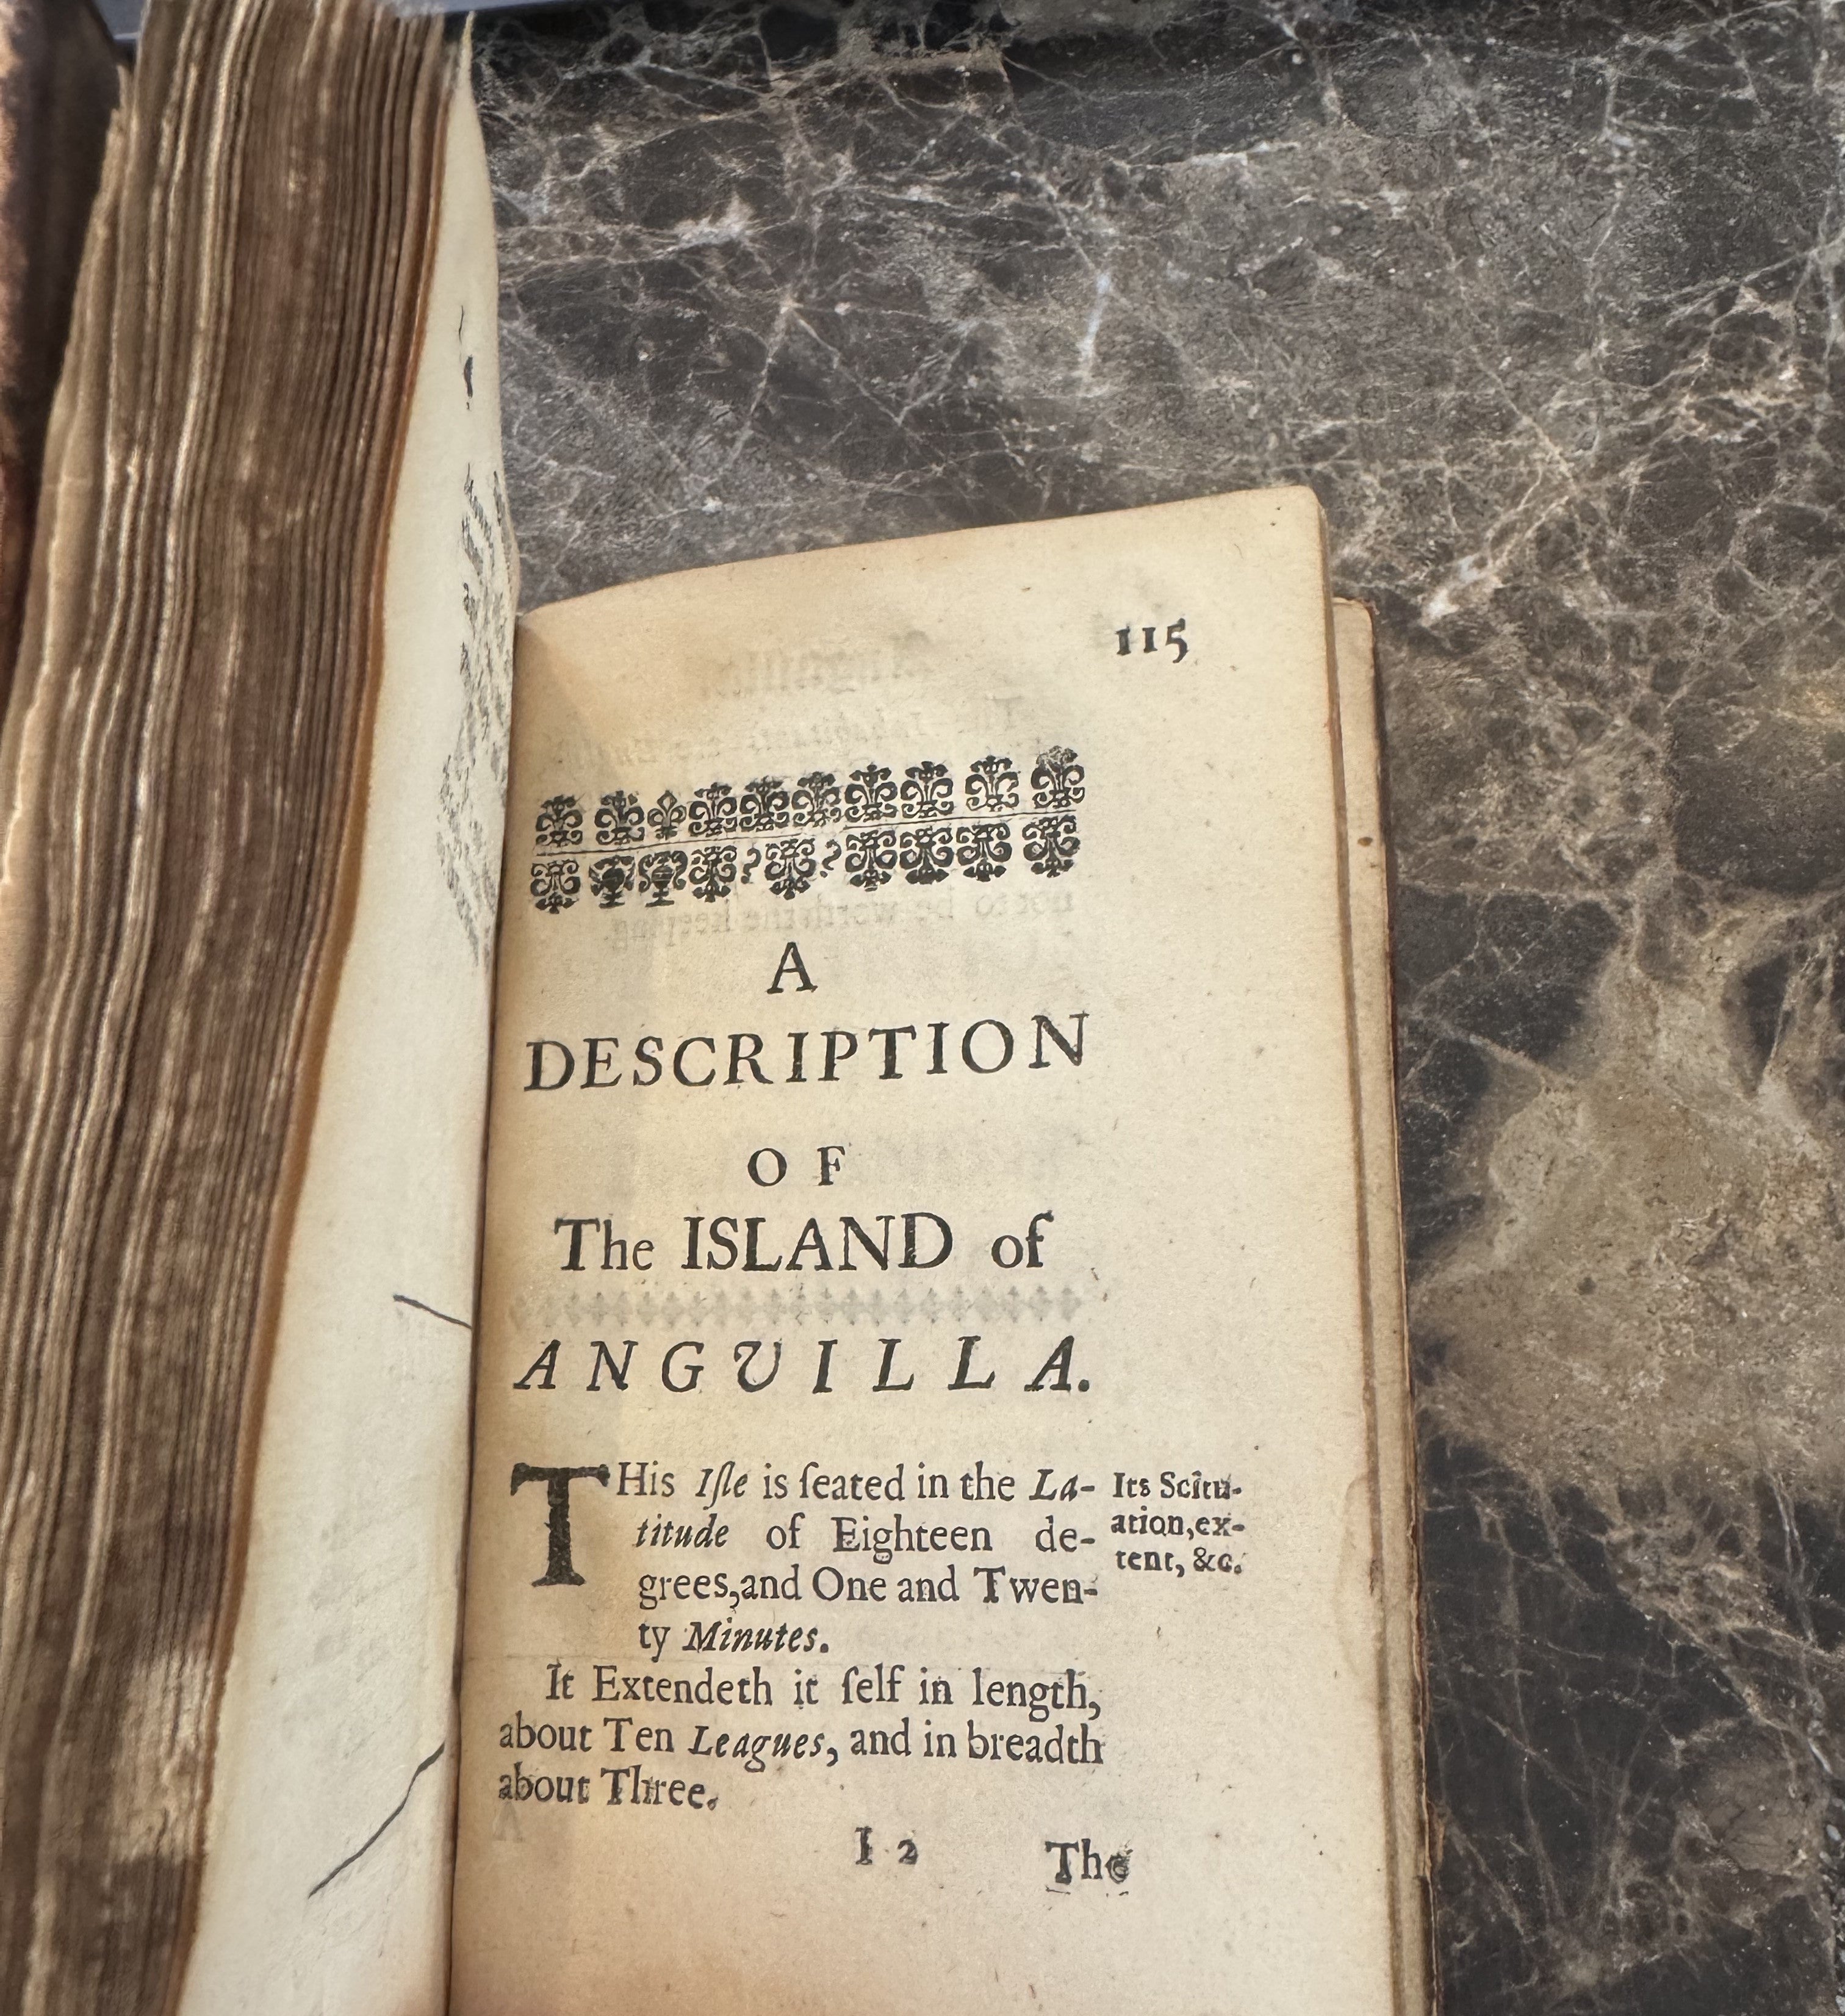 115
A
DESCRIPTION
OF
The ISLAND of
ANGUILLA.
THis Iſle is ſeated in the La-
titude of Eighteen de-
grees,and One and Twen-
ty Minutes.
Its Scitu-
ation,ex-
tent, &c.
It Extendeth it ſelf in length,
about Ten Leagues, and in breadth
about Three.
I 2
The